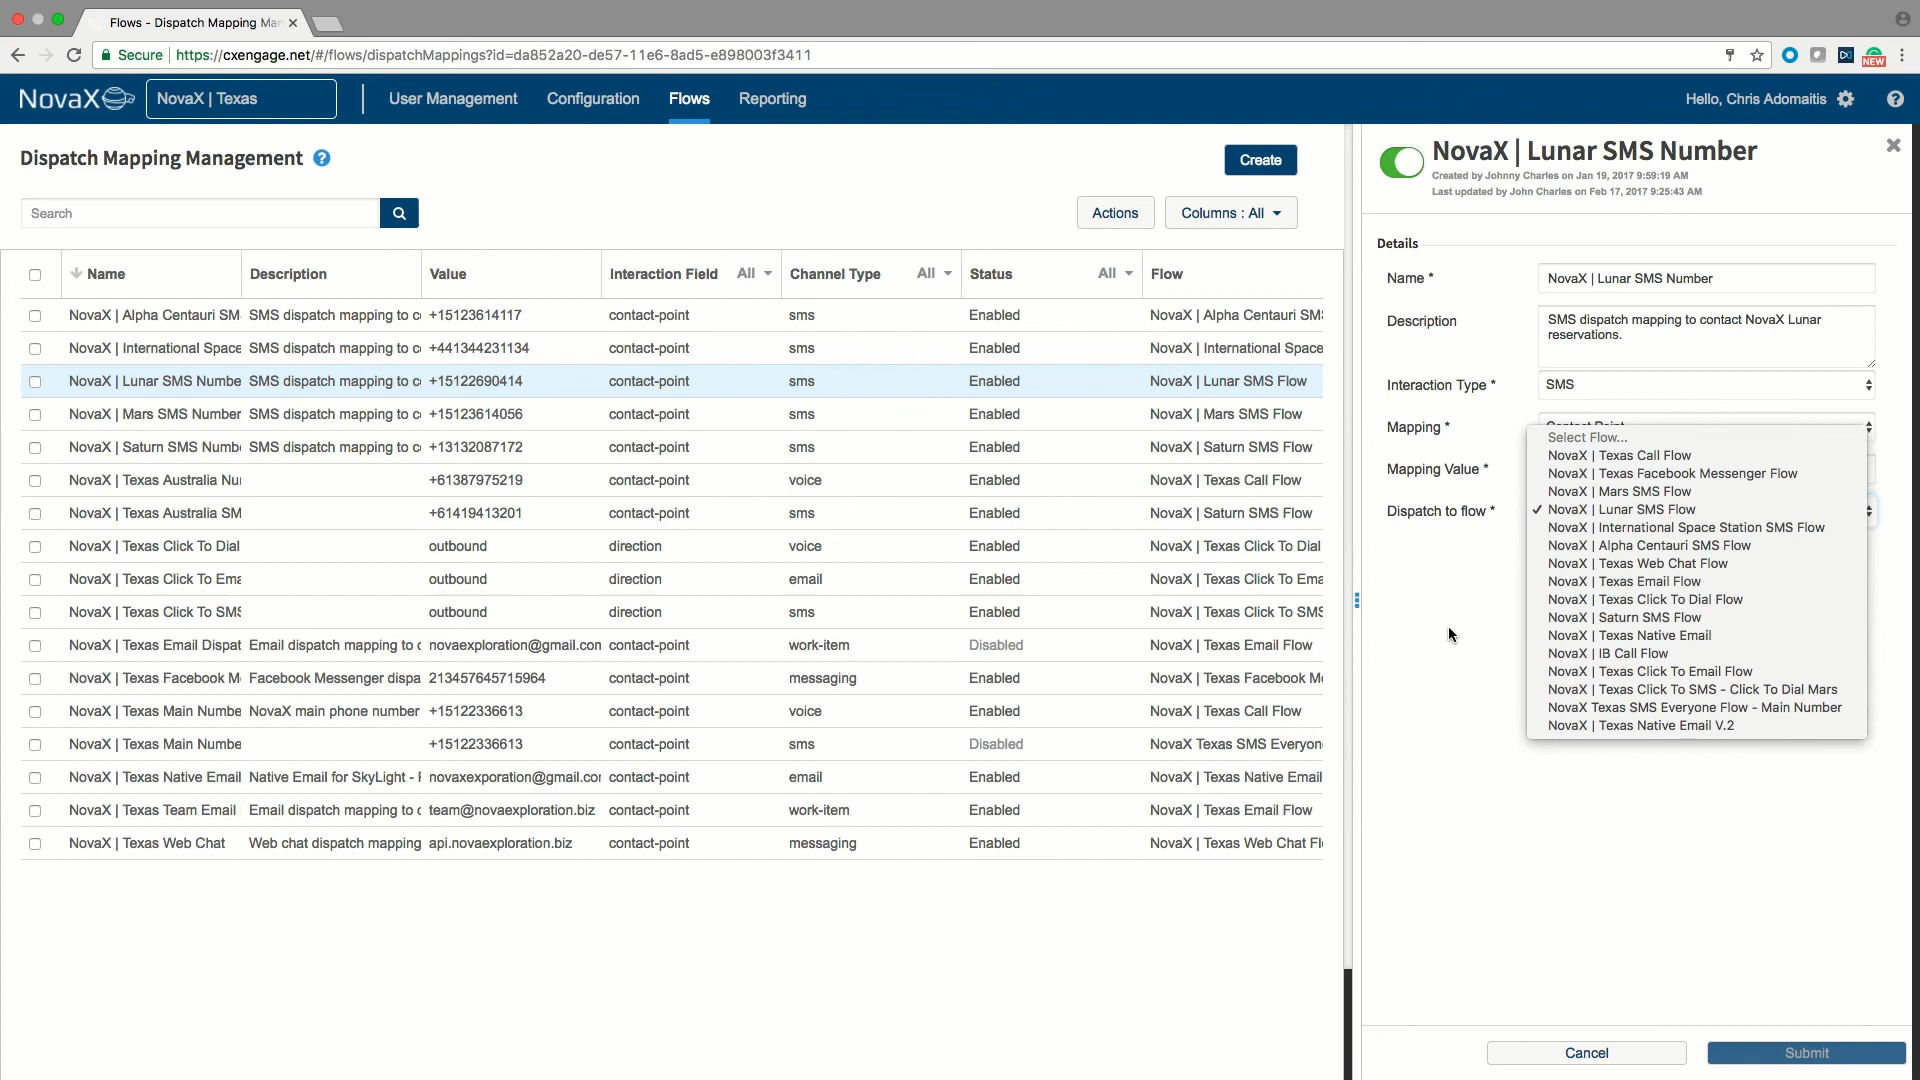 Flows - Dispatch Mapping Man
Secure
https://cxengage.net/#/flows/dispatchMappings?id=da852a20-de57-11e6-8ad5-e898003f3411
NEW
NovaX
NovaX | Texas
User Management
Configuration
Flows
Reporting
Hello, Chris Adomaitis
Dispatch Mapping Management
Create
Search
Actions
Columns : All
Name Description Value Interaction Field All Channel Type All Status All Flow
NovaX | Alpha Centauri SM SMS dispatch mapping to c +15123614117 contact-point sms Enabled NovaX | Alpha Centauri SM
NovaX | International Space SMS dispatch mapping to c +441344231134 contact-point sms Enabled NovaX | International Space
NovaX | Lunar SMS Numbe SMS dispatch mapping to c +15122690414 contact-point sms Enabled NovaX | Lunar SMS Flow
NovaX | Mars SMS Number SMS dispatch mapping to c +15123614056 contact-point sms Enabled NovaX | Mars SMS Flow
NovaX | Saturn SMS Numb SMS dispatch mapping to c +13132087172 contact-point sms Enabled NovaX | Saturn SMS Flow
NovaX | Texas Australia Nu +61387975219 contact-point voice Enabled NovaX | Texas Call Flow
NovaX | Texas Australia SM +61419413201 contact-point sms Enabled NovaX | Saturn SMS Flow
NovaX | Texas Click To Dial outbound direction voice Enabled NovaX | Texas Click To Dial
NovaX | Texas Click To Ema outbound direction email Enabled NovaX | Texas Click To Ema
NovaX | Texas Click To SMS outbound direction sms Enabled NovaX | Texas Click To SMS
NovaX | Texas Email Dispat Email dispatch mapping to c novaexploration@gmail.con contact-point work-item Disabled NovaX | Texas Email Flow
NovaX | Texas Facebook M Facebook Messenger dispa 213457645715964 contact-point messaging Enabled NovaX | Texas Facebook M
NovaX | Texas Main Numbe NovaX main phone number +15122336613 contact-point voice Enabled NovaX | Texas Call Flow
NovaX | Texas Main Numbe +15122336613 contact-point sms Disabled NovaX Texas SMS Everyon
NovaX | Texas Native Email Native Email for SkyLight - novaxexporation@gmail.cor contact-point email Enabled NovaX | Texas Native Email
NovaX | Texas Team Email Email dispatch mapping to c team@novaexploration.biz contact-point work-item Enabled NovaX | Texas Email Flow
NovaX | Texas Web Chat Web chat dispatch mapping api.novaexploration.biz contact-point messaging Enabled NovaX | Texas Web Chat Fl
NovaX | Lunar SMS Number
Created by Johnny Charles on Jan 19, 2017 9:59:19 AM
Last updated by John Charles on Feb 17, 2017 9:25:43 AM
Details
Name * NovaX | Lunar SMS Number
Description SMS dispatch mapping to contact NovaX Lunar
reservations.
Interaction Type * SMS
Mapping * Contact Point
Mapping Value *
Dispatch to flow *
Select Flow...
NovaX | Texas Call Flow
NovaX | Texas Facebook Messenger Flow
NovaX | Mars SMS Flow
✓ NovaX | Lunar SMS Flow
NovaX | International Space Station SMS Flow
NovaX | Alpha Centauri SMS Flow
NovaX | Texas Web Chat Flow
NovaX | Texas Email Flow
NovaX | Texas Click To Dial Flow
NovaX | Saturn SMS Flow
NovaX | Texas Native Email
NovaX | IB Call Flow
NovaX | Texas Click To Email Flow
NovaX | Texas Click To SMS - Click To Dial Mars
NovaX Texas SMS Everyone Flow - Main Number
NovaX | Texas Native Email V.2
Cancel
Submit